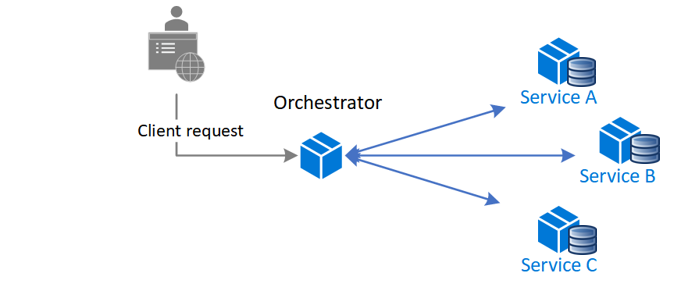 Orchestrator
Client request
Service A
Service B
Service C